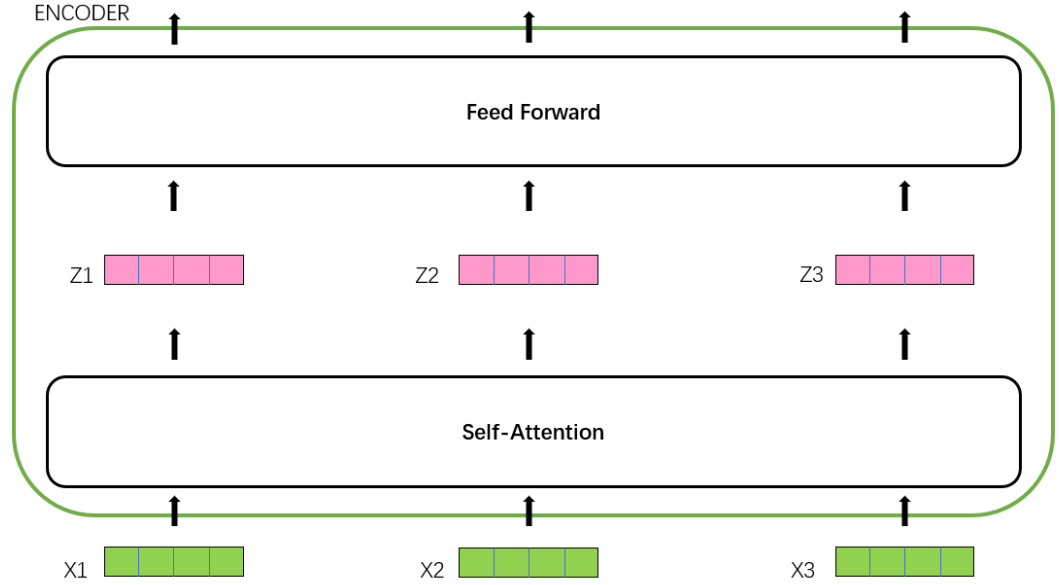 ENCODER
Feed Forward
Z1 Z2 Z3
Self-Attention
X1 X2 X3